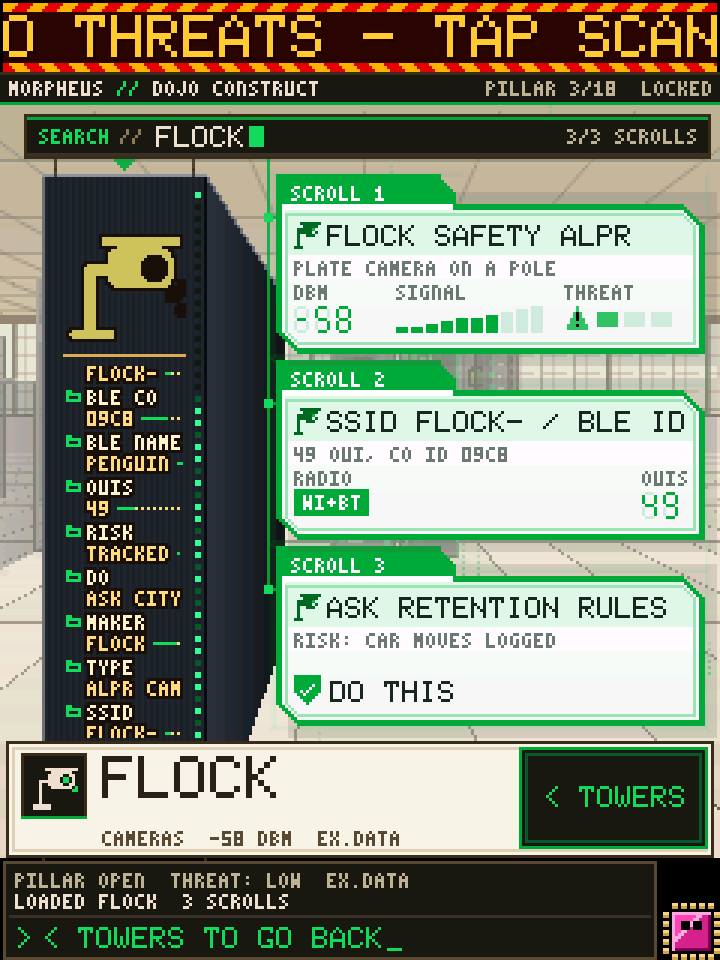 O THREATS - TAP SCAN
MORPHEUS // DOJO CONSTRUCT
PILLAR 3/18 LOCKED
SEARCH // FLOCK
3/3 SCROLLS
FLOCK-
BLE CO
09C8
BLE NAME
PENGUIN
OUIS
49
RISK
TRACKED
DO
ASK CITY
MAKER
FLOCK
TYPE
ALPR CAM
SSID
FLOCK-
SCROLL 1
FLOCK SAFETY ALPR
PLATE CAMERA ON A POLE
DBM SIGNAL THREAT
-58
SCROLL 2
SSID FLOCK- / BLE ID
49 OUI, CO ID 09C8
RADIO OUIS
WI+BT 49
SCROLL 3
ASK RETENTION RULES
RISK: CAR MOVES LOGGED
DO THIS
FLOCK
CAMERAS -58 DBM EX.DATA
< TOWERS
PILLAR OPEN THREAT: LOW EX.DATA
LOADED FLOCK 3 SCROLLS
> < TOWERS TO GO BACK_